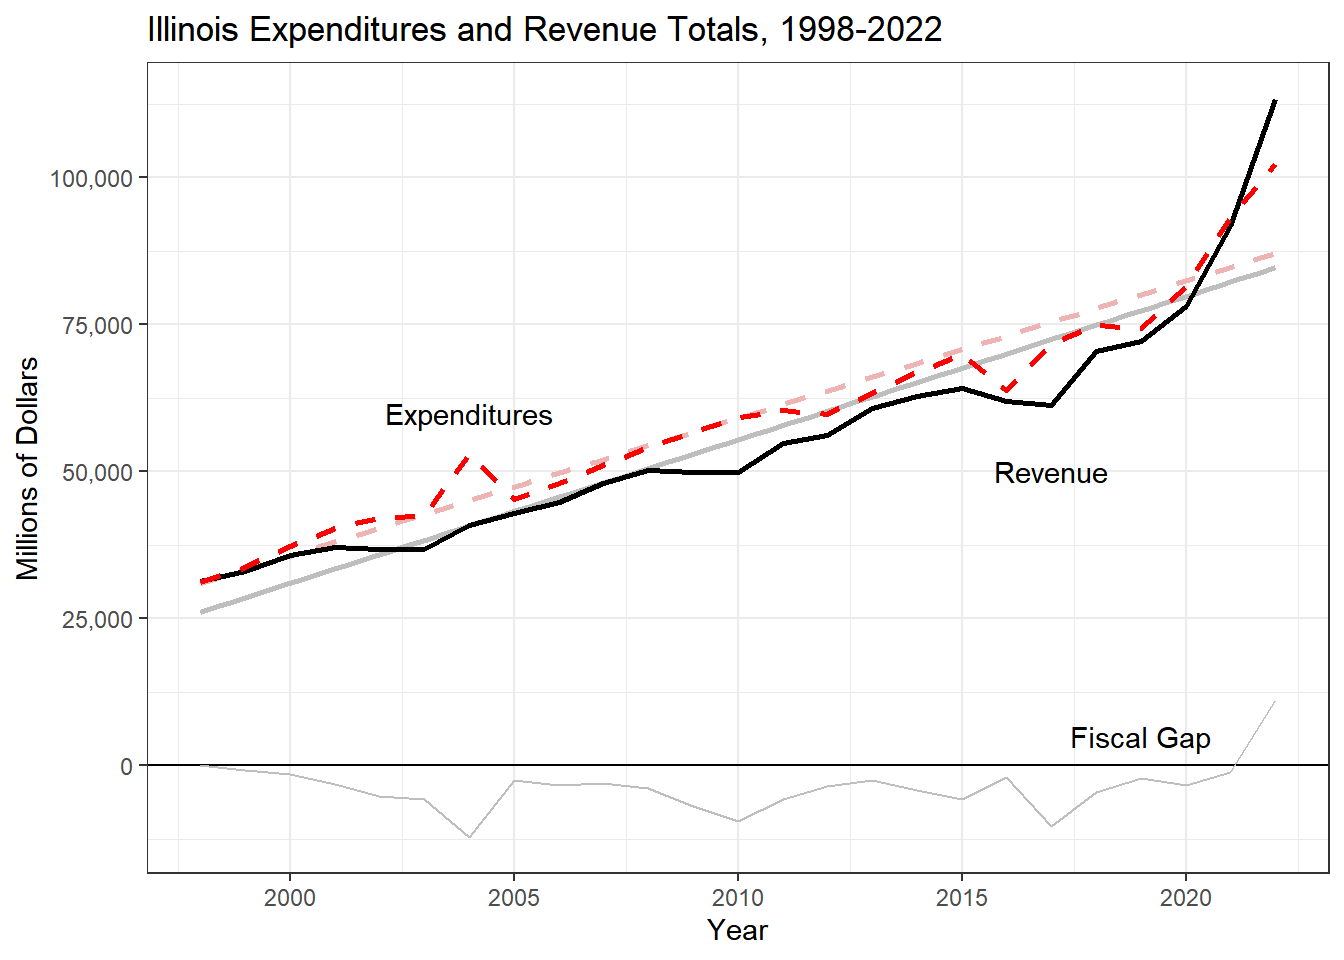 Illinois Expenditures and Revenue Totals, 1998-2022
Millions of Dollars
100,000
75,000
50,000
25,000
0
Expenditures
Revenue
Fiscal Gap
2000
2005
2010
2015
2020
Year